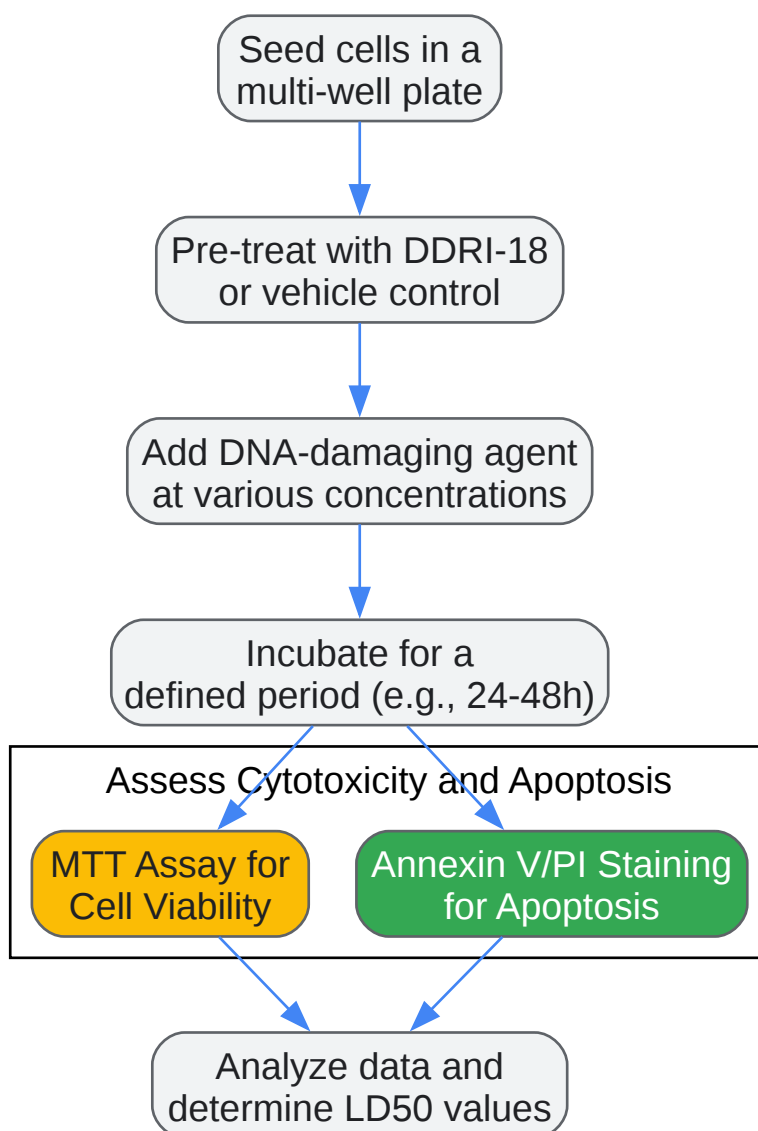 Seed cells in a
multi-well plate
Pre-treat with DDRI-18
or vehicle control
Add DNA-damaging agent
at various concentrations
Incubate for a
defined period (e.g., 24-48h)
Assess Cytotoxicity and Apoptosis
MTT Assay for
Cell Viability
Annexin V/PI Staining
for Apoptosis
Analyze data and
determine LD50 values